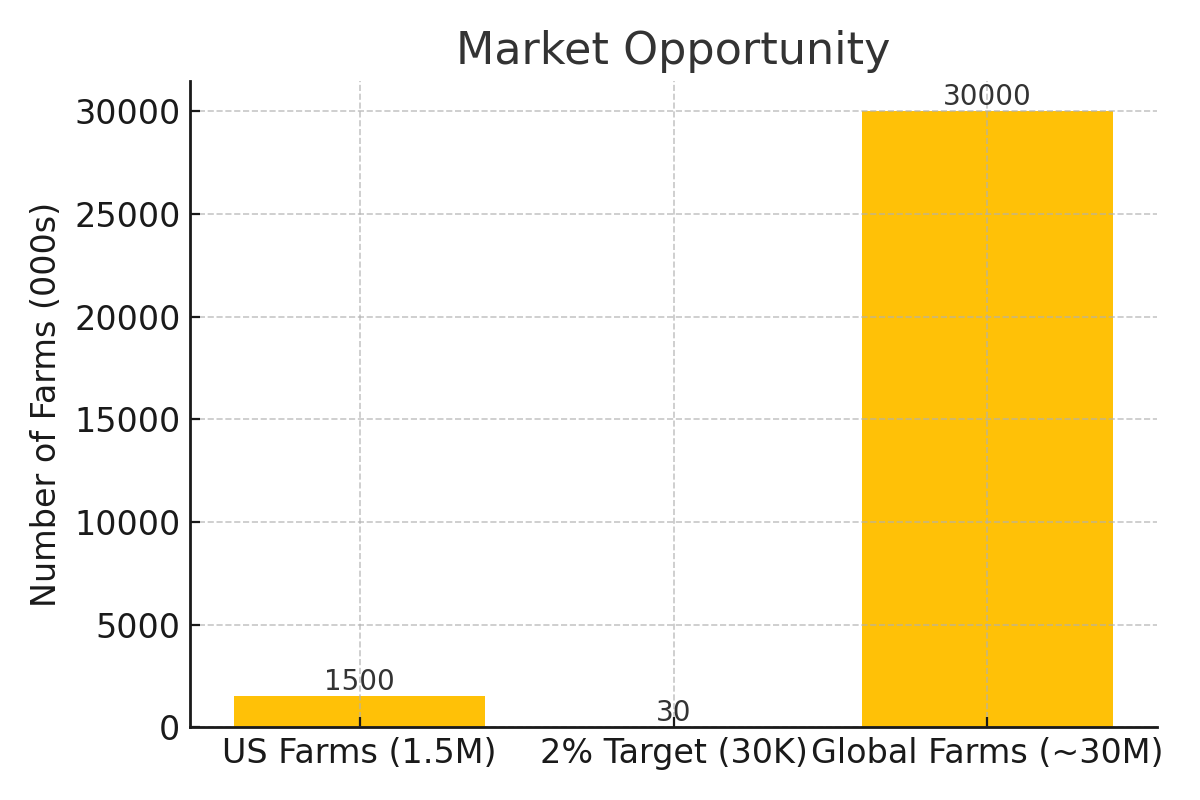 Market Opportunity
Number of Farms (000s)
30000
25000
20000
15000
10000
5000
0
1500
30
30000
US Farms (1.5M)
2% Target (30K)
Global Farms (~30M)